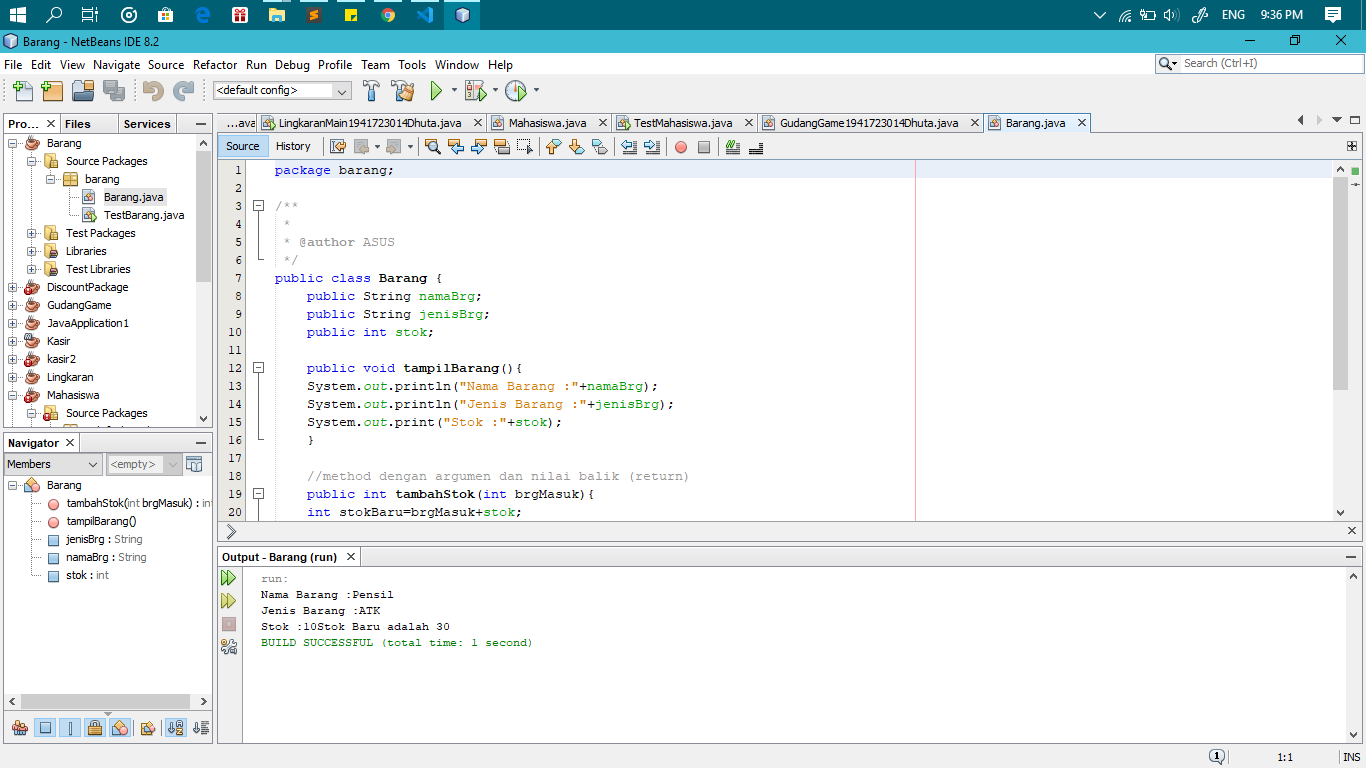 ENG 9:36 PM
Barang - NetBeans IDE 8.2
File Edit View Navigate Source Refactor Run Debug Profile Team Tools Window Help
Search (Ctrl+I)
<default config>
Pro... Files Services
Barang
Source Packages
barang
Barang.java
TestBarang.java
Test Packages
Libraries
Test Libraries
DiscountPackage
GudangGame
JavaApplication1
Kasir
kasir2
Lingkaran
Mahasiswa
Source Packages
Navigator
Members <empty>
Barang
tambahStok(int brgMasuk) : int
tampilBarang()
jenisBrg : String
namaBrg : String
stok : int
...ava LingkaranMain1941723014Dhuta.java Mahasiswa.java TestMahasiswa.java GudangGame1941723014Dhuta.java Barang.java
Source History
1 package barang;
2
3 /**
4 *
5 * @author ASUS
6 */
7 public class Barang {
8 public String namaBrg;
9 public String jenisBrg;
10 public int stok;
11
12 public void tampilBarang(){
13 System.out.println("Nama Barang :"+namaBrg);
14 System.out.println("Jenis Barang :"+jenisBrg);
15 System.out.print("Stok :"+stok);
16 }
17
18 //method dengan argumen dan nilai balik (return)
19 public int tambahStok(int brgMasuk){
20 int stokBaru=brgMasuk+stok;
Output - Barang (run)
run:
Nama Barang :Pensil
Jenis Barang :ATK
Stok :10Stok Baru adalah 30
BUILD SUCCESSFUL (total time: 1 second)
1 1:1 INS